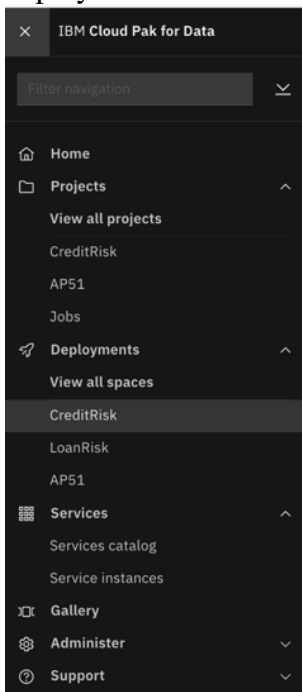 IBM Cloud Pak for Data
Filter navigation
Home
Projects
View all projects
CreditRisk
AP51
Jobs
Deployments
View all spaces
CreditRisk
LoanRisk
AP51
Services
Services catalog
Service instances
Gallery
Administer
Support